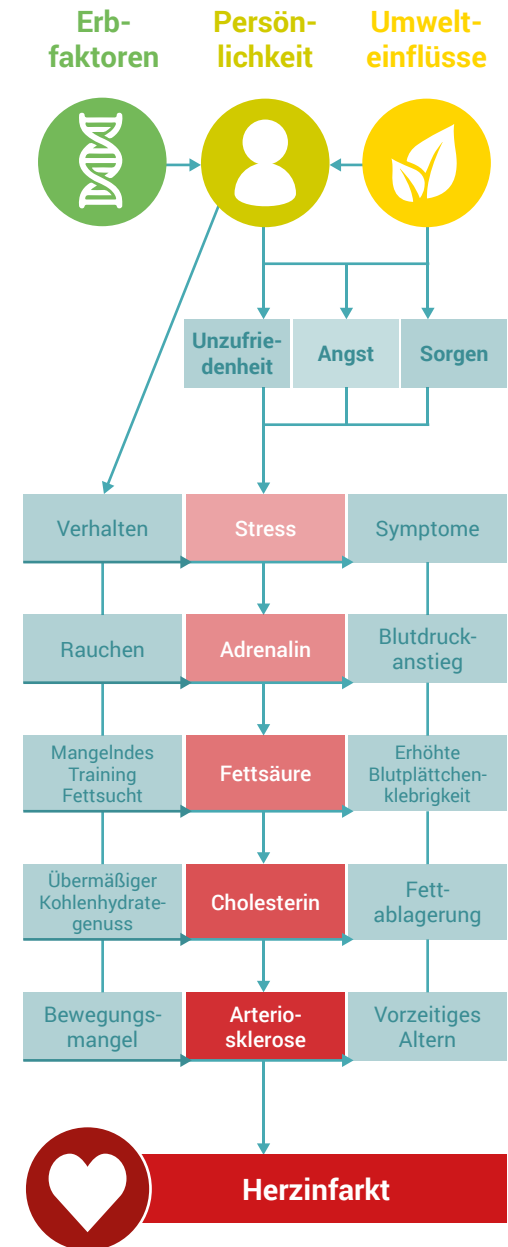 Erb-
faktoren
Persön-
lichkeit
Umwelt-
einflüsse
Unzufrie-
denheit
Angst
Sorgen
Verhalten
Stress
Symptome
Rauchen
Adrenalin
Blutdruck-
anstieg
Mangelndes
Training
Fettsucht
Fettsäure
Erhöhte
Blutplättchen-
klebrigkeit
Übermäßiger
Kohlenhydrate-
genuss
Cholesterin
Fett-
ablagerung
Bewegungs-
mangel
Arterio-
sklerose
Vorzeitiges
Altern
Herzinfarkt